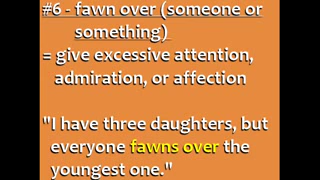 #6 - fawn over (someone or
something)
= give excessive attention,
admiration, or affection
"I have three daughters, but
everyone fawns over the
youngest one."